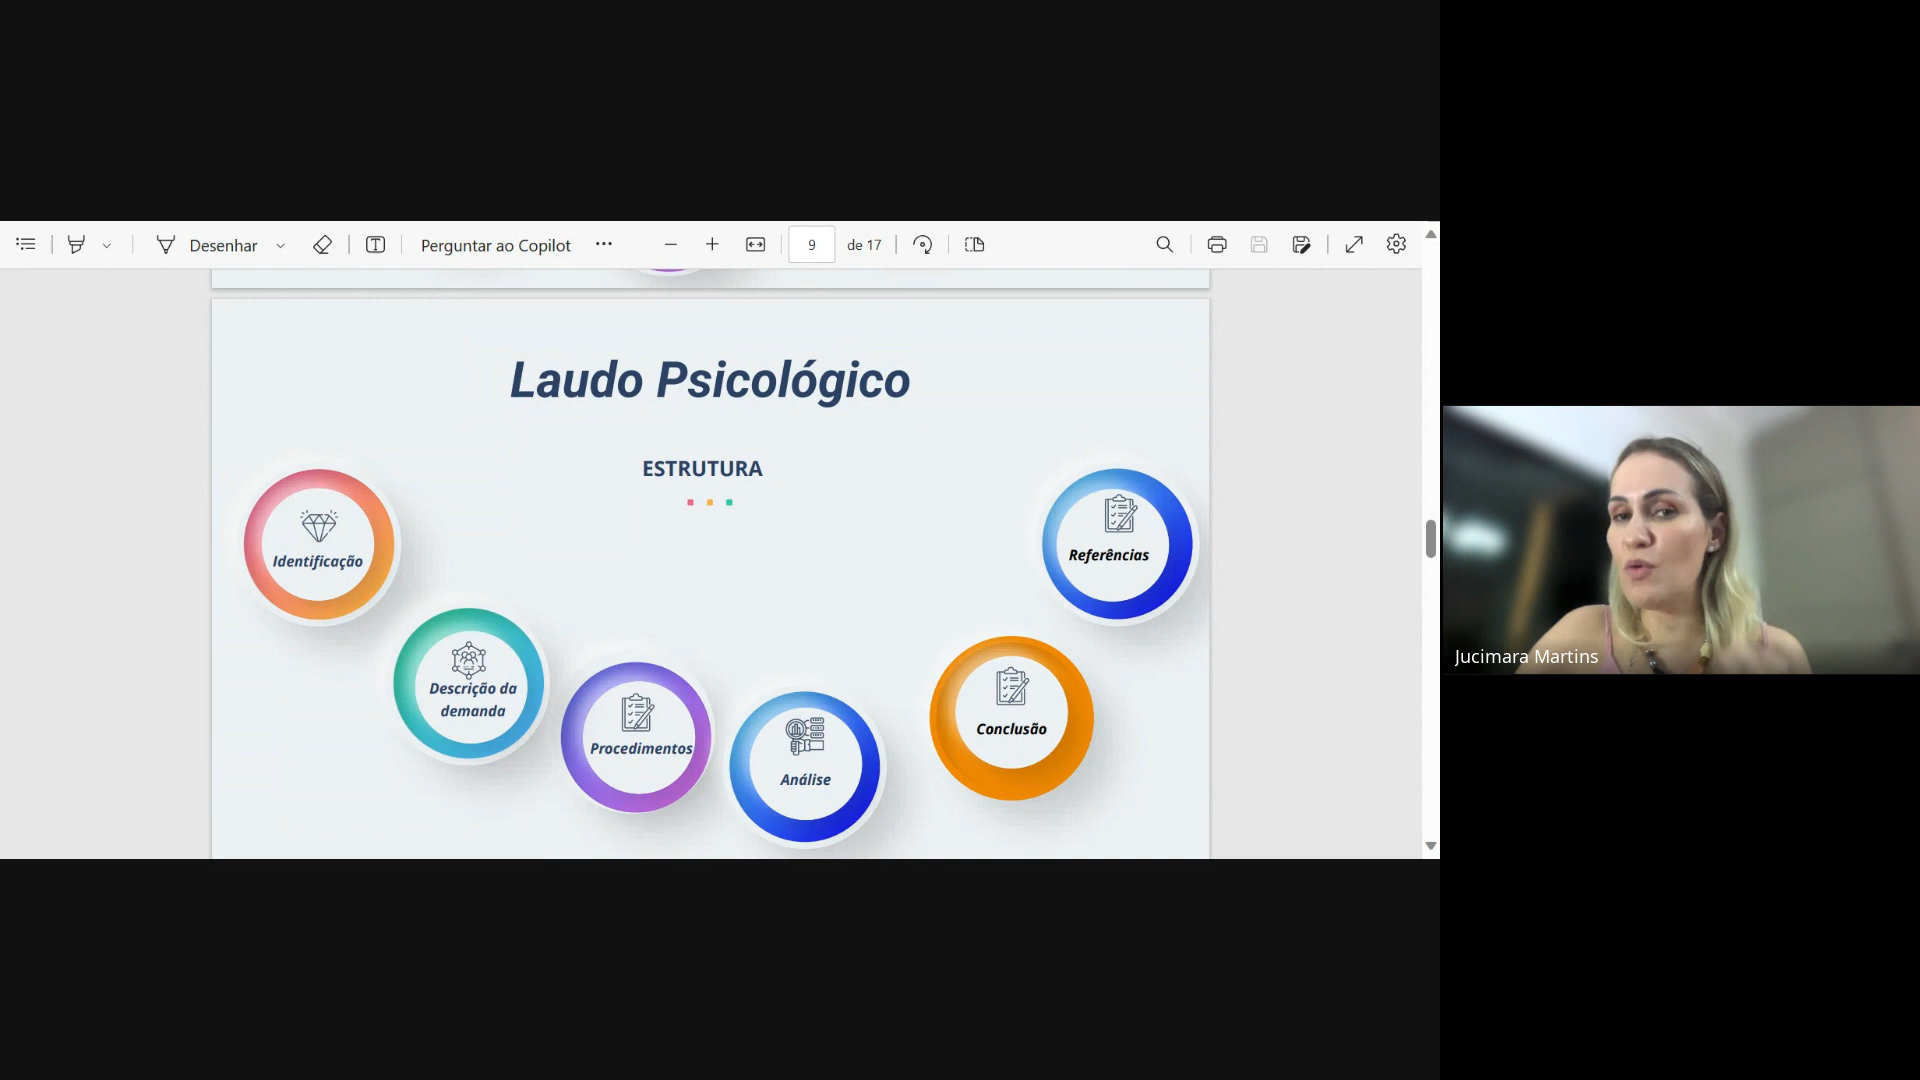 Desenhar
Perguntar ao Copilot
9
de 17
Laudo Psicológico
ESTRUTURA
Identificação
Descrição da
demanda
Procedimentos
Análise
Conclusão
Referências
Jucimara Martins